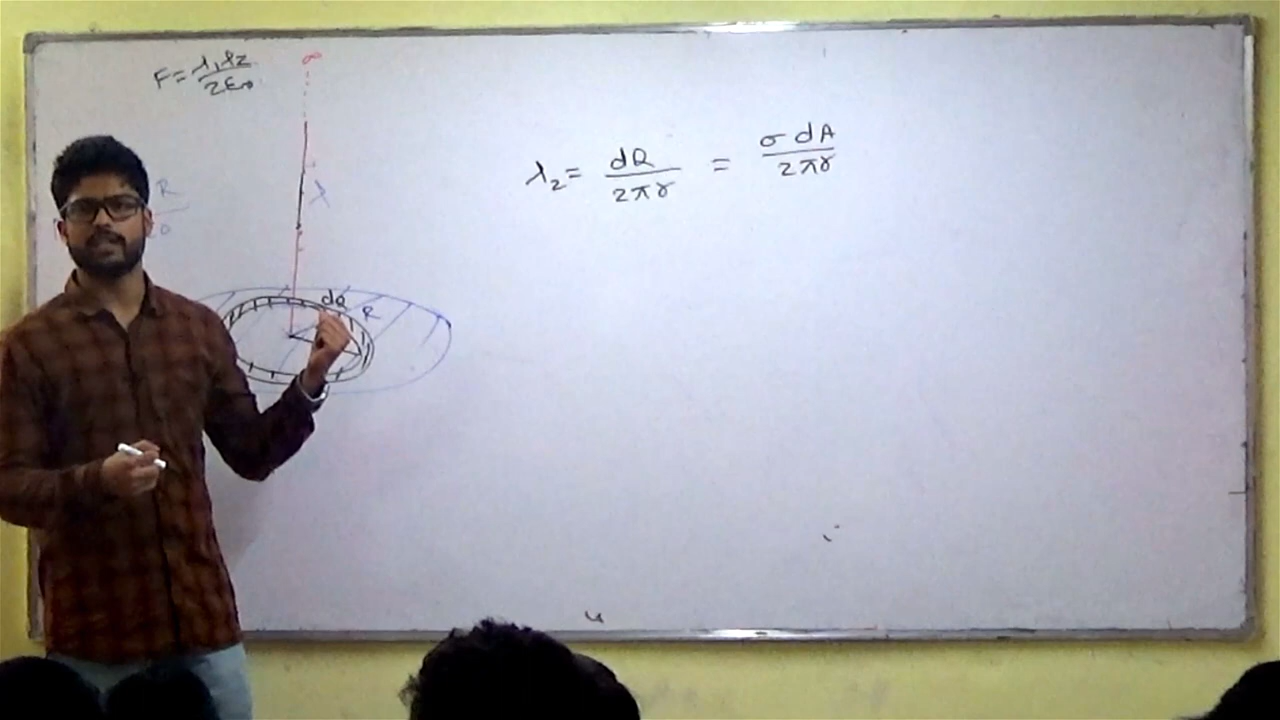 F = λ₁λ₂ / 2ε₀
∞
λ₂ = dQ / 2πr = σ dA / 2πr
R
λ
dQ
R